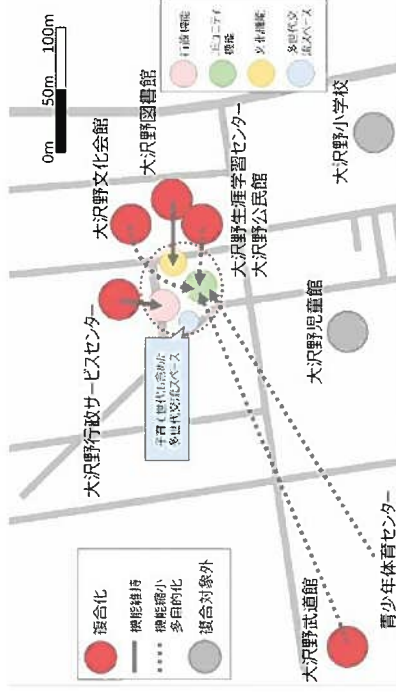 0m 50m 100m
行政機能
コミュニティ
機能
文化機能
多世代交
流スペース
大沢野文化会館
大沢野図書館
大沢野行政サービスセンター
大沢野生涯学習センター
大沢野公民館
大沢野小学校
大沢野児童館
子育て世代も含めた
多世代交流スペース
複合化
機能維持
機能縮小
多目的化
複合対象外
大沢野武道館
青少年体育センター